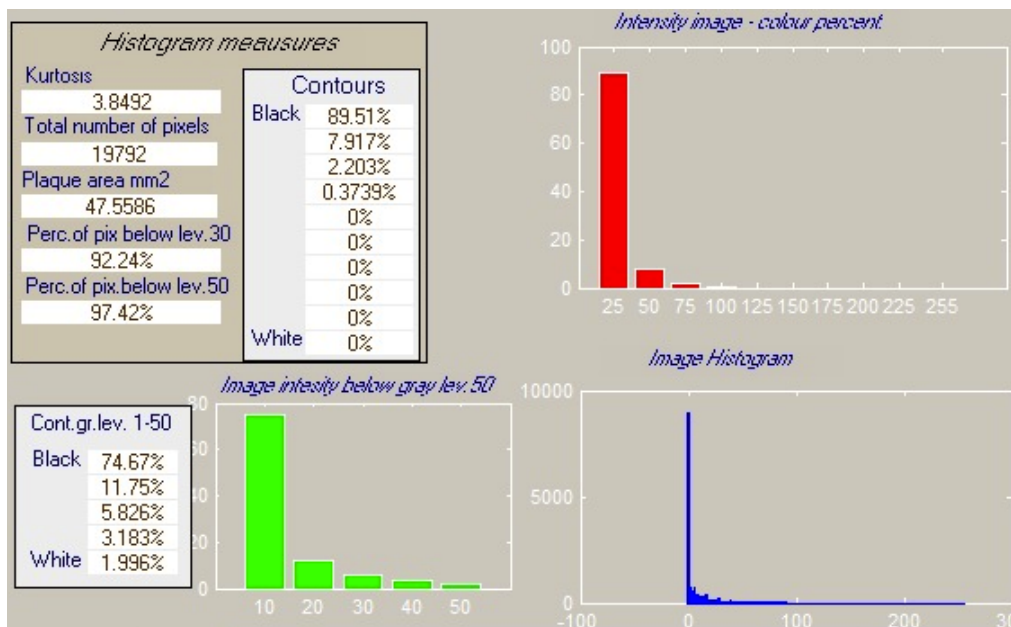 Histogram meausures
Kurtosis
3.8492
Total number of pixels
19792
Plaque area mm2
47.5586
Perc.of pix below lev.30
92.24%
Perc.of pix.below lev.50
97.42%
Contours
Black 89.51%
7.917%
2.203%
0.3739%
0%
0%
0%
0%
0%
White 0%
Intensity image - colour percent
100
80
60
40
20
0
25 50 75 100 125 150 175 200 225 255
Cont.gr.lev. 1-50
Black 74.67%
11.75%
5.826%
3.183%
White 1.996%
Image intesity below gray lev.50
80
60
40
20
0
10 20 30 40 50
Image Histogram
10000
5000
0
-100 0 100 200 30